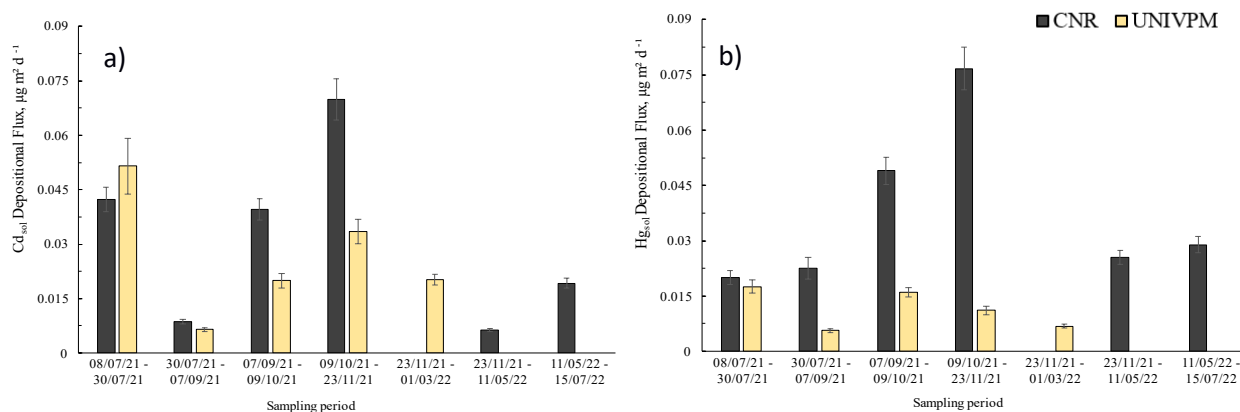 a)
Cd_sol Depositional Flux, µg m² d⁻¹
0.09
0.075
0.06
0.045
0.03
0.015
0
08/07/21 - 30/07/21
30/07/21 - 07/09/21
07/09/21 - 09/10/21
09/10/21 - 23/11/21
23/11/21 - 01/03/22
23/11/21 - 11/05/22
11/05/22 - 15/07/22
Sampling period
b)
CNR UNIVPM
Hg_sol Depositional Flux, µg m² d⁻¹
0.09
0.075
0.06
0.045
0.03
0.015
0
08/07/21 - 30/07/21
30/07/21 - 07/09/21
07/09/21 - 09/10/21
09/10/21 - 23/11/21
23/11/21 - 01/03/22
23/11/21 - 11/05/22
11/05/22 - 15/07/22
Sampling period